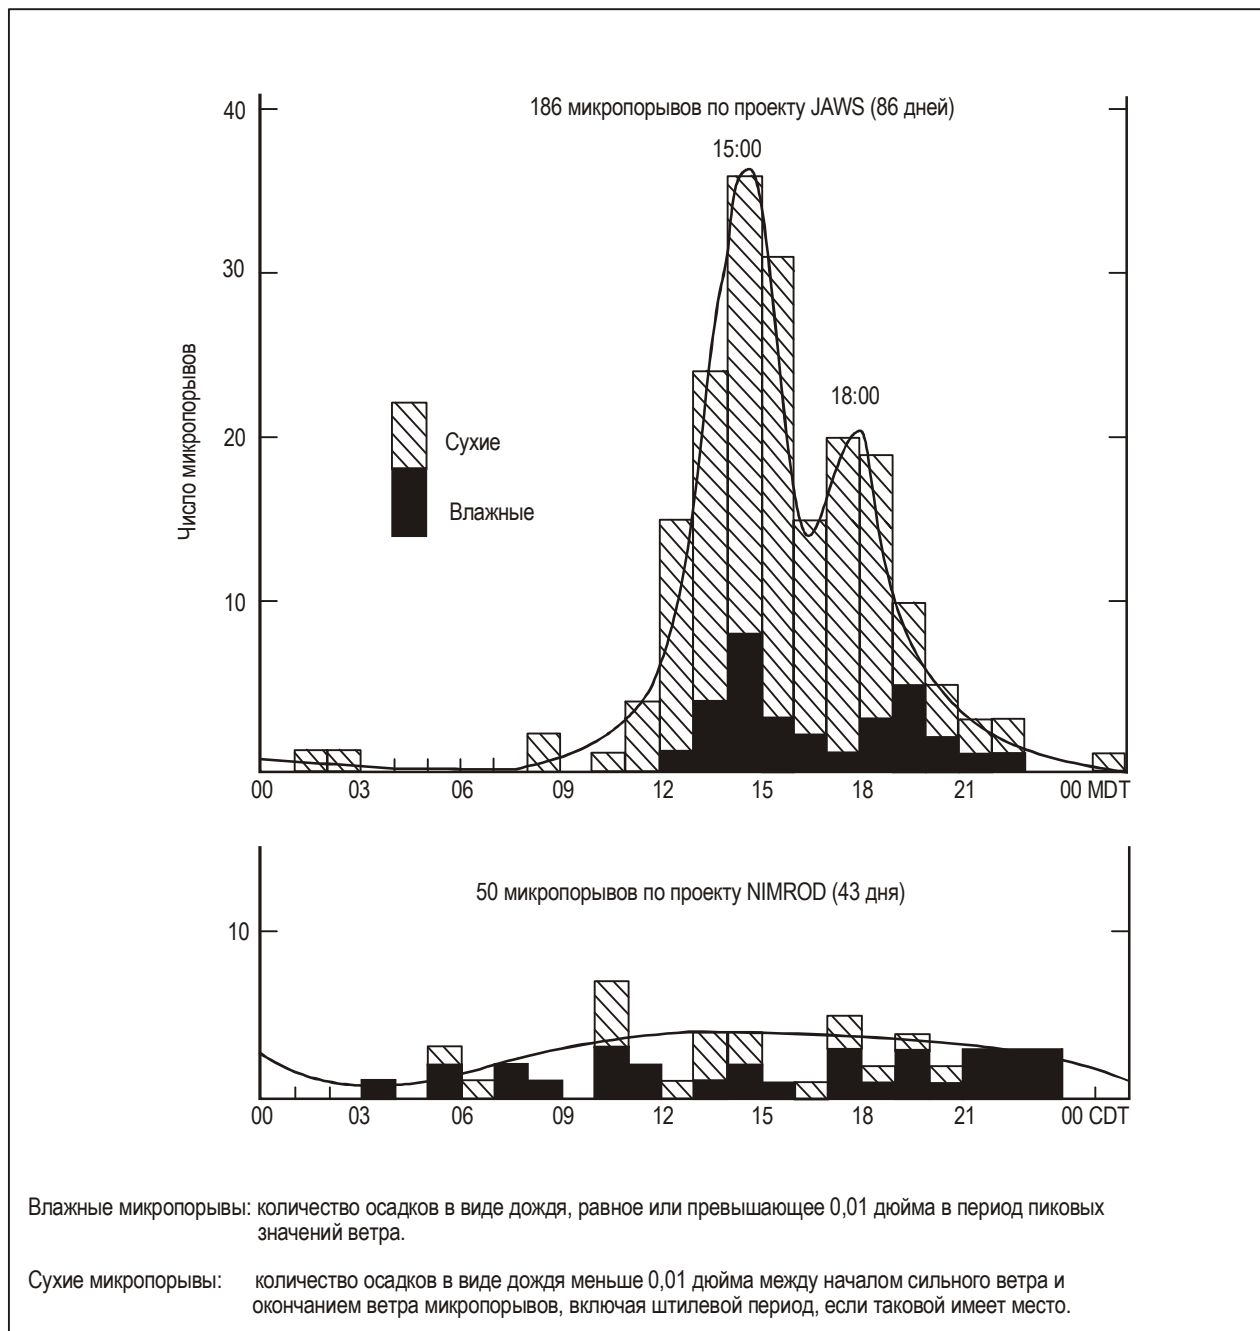 40
186 микропорывов по проекту JAWS (86 дней)
15:00
30
18:00
20
10
Число микропорывов
Сухие
Влажные
00 03 06 09 12 15 18 21 00 MDT
50 микропорывов по проекту NIMROD (43 дня)
10
00 03 06 09 12 15 18 21 00 CDT
Влажные микропорывы: количество осадков в виде дождя, равное или превышающее 0,01 дюйма в период пиковых
значений ветра.
Сухие микропорывы: количество осадков в виде дождя меньше 0,01 дюйма между началом сильного ветра и
окончанием ветра микропорывов, включая штилевой период, если таковой имеет место.